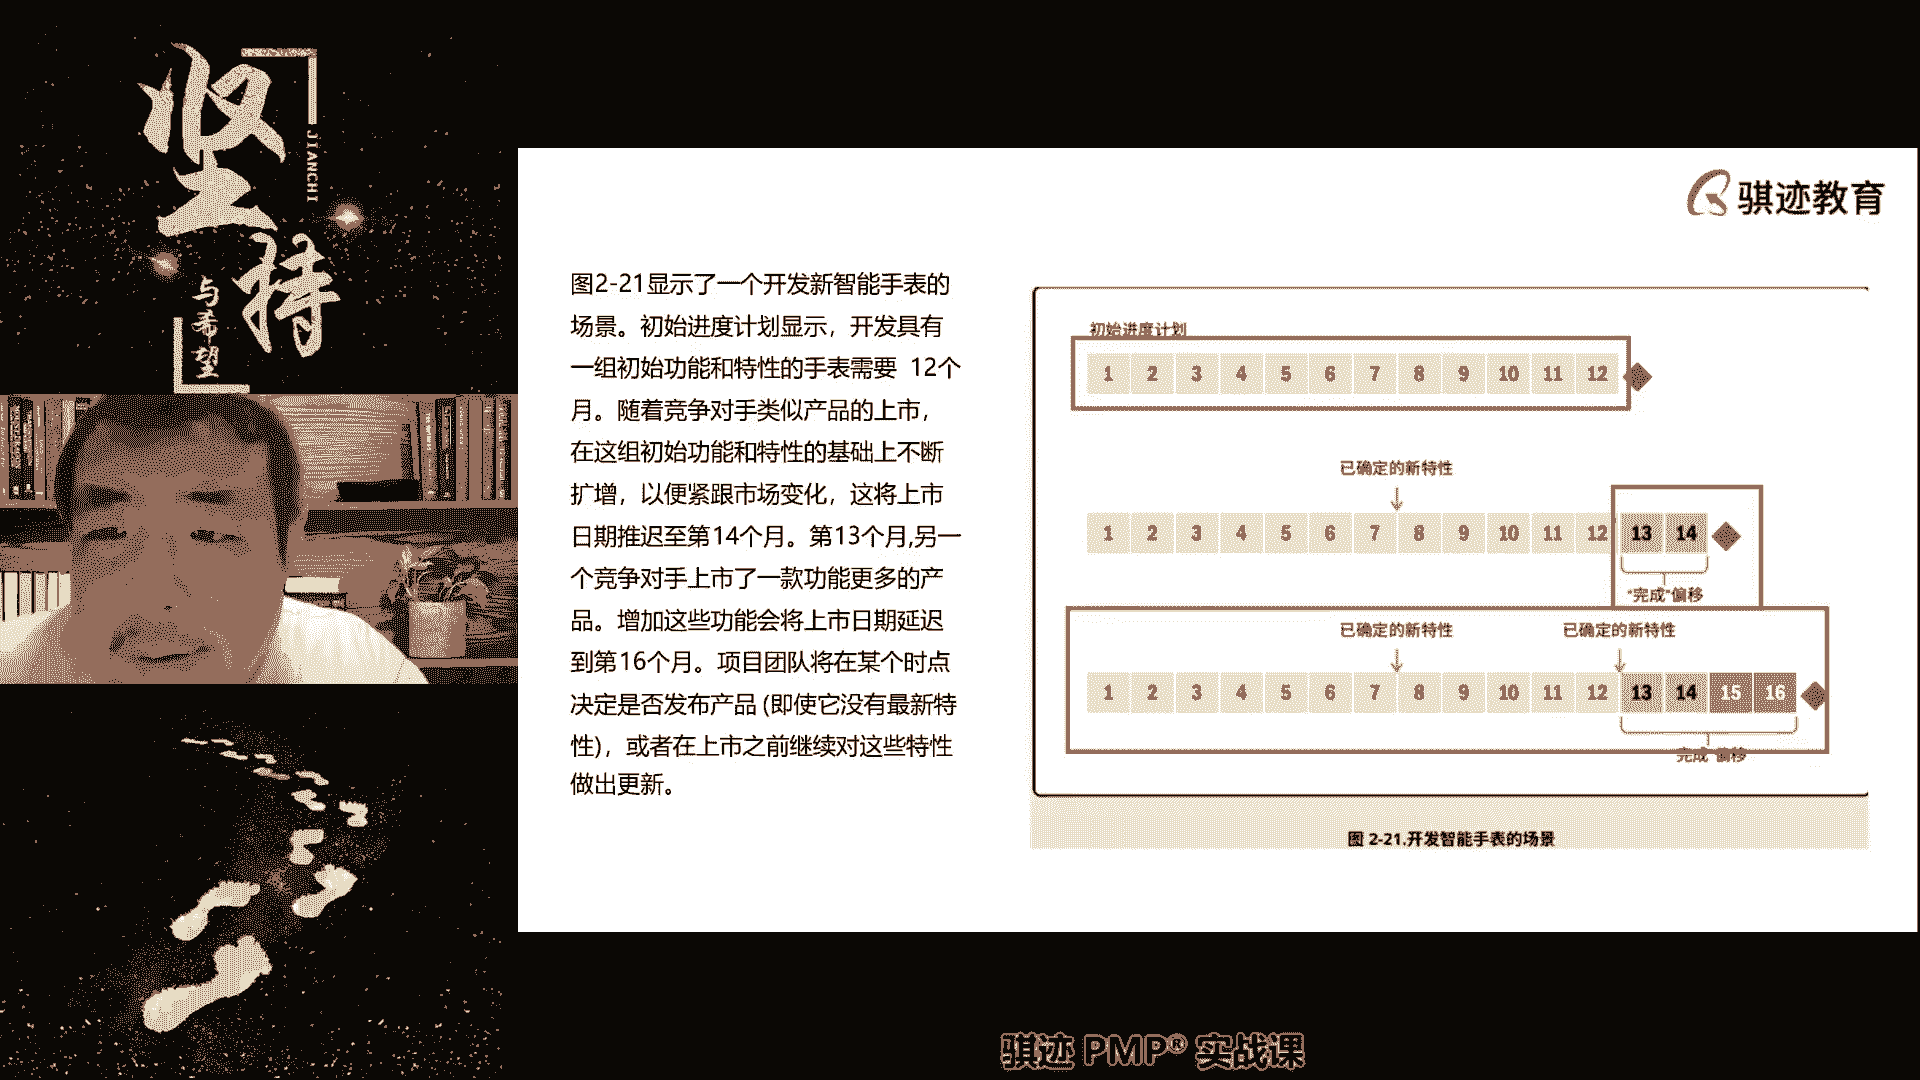 坚持
JIANCHI
与希望
骐迹教育
图2-21显示了一个开发新智能手表的
场景。初始进度计划显示，开发具有
一组初始功能和特性的手表需要 12个
月。随着竞争对手类似产品的上市，
在这组初始功能和特性的基础上不断
扩增，以便紧跟市场变化，这将上市
日期推迟至第14个月。第13个月,另一
个竞争对手上市了一款功能更多的产
品。增加这些功能会将上市日期延迟
到第16个月。项目团队将在某个时点
决定是否发布产品 (即使它没有最新特
性)，或者在上市之前继续对这些特性
做出更新。
初始进度计划
1 2 3 4 5 6 7 8 9 10 11 12
已确定的新特性
1 2 3 4 5 6 7 8 9 10 11 12 13 14
“完成”偏移
已确定的新特性 已确定的新特性
1 2 3 4 5 6 7 8 9 10 11 12 13 14 15 16
完成”偏移
图 2-21.开发智能手表的场景
骐迹 PMP® 实战课